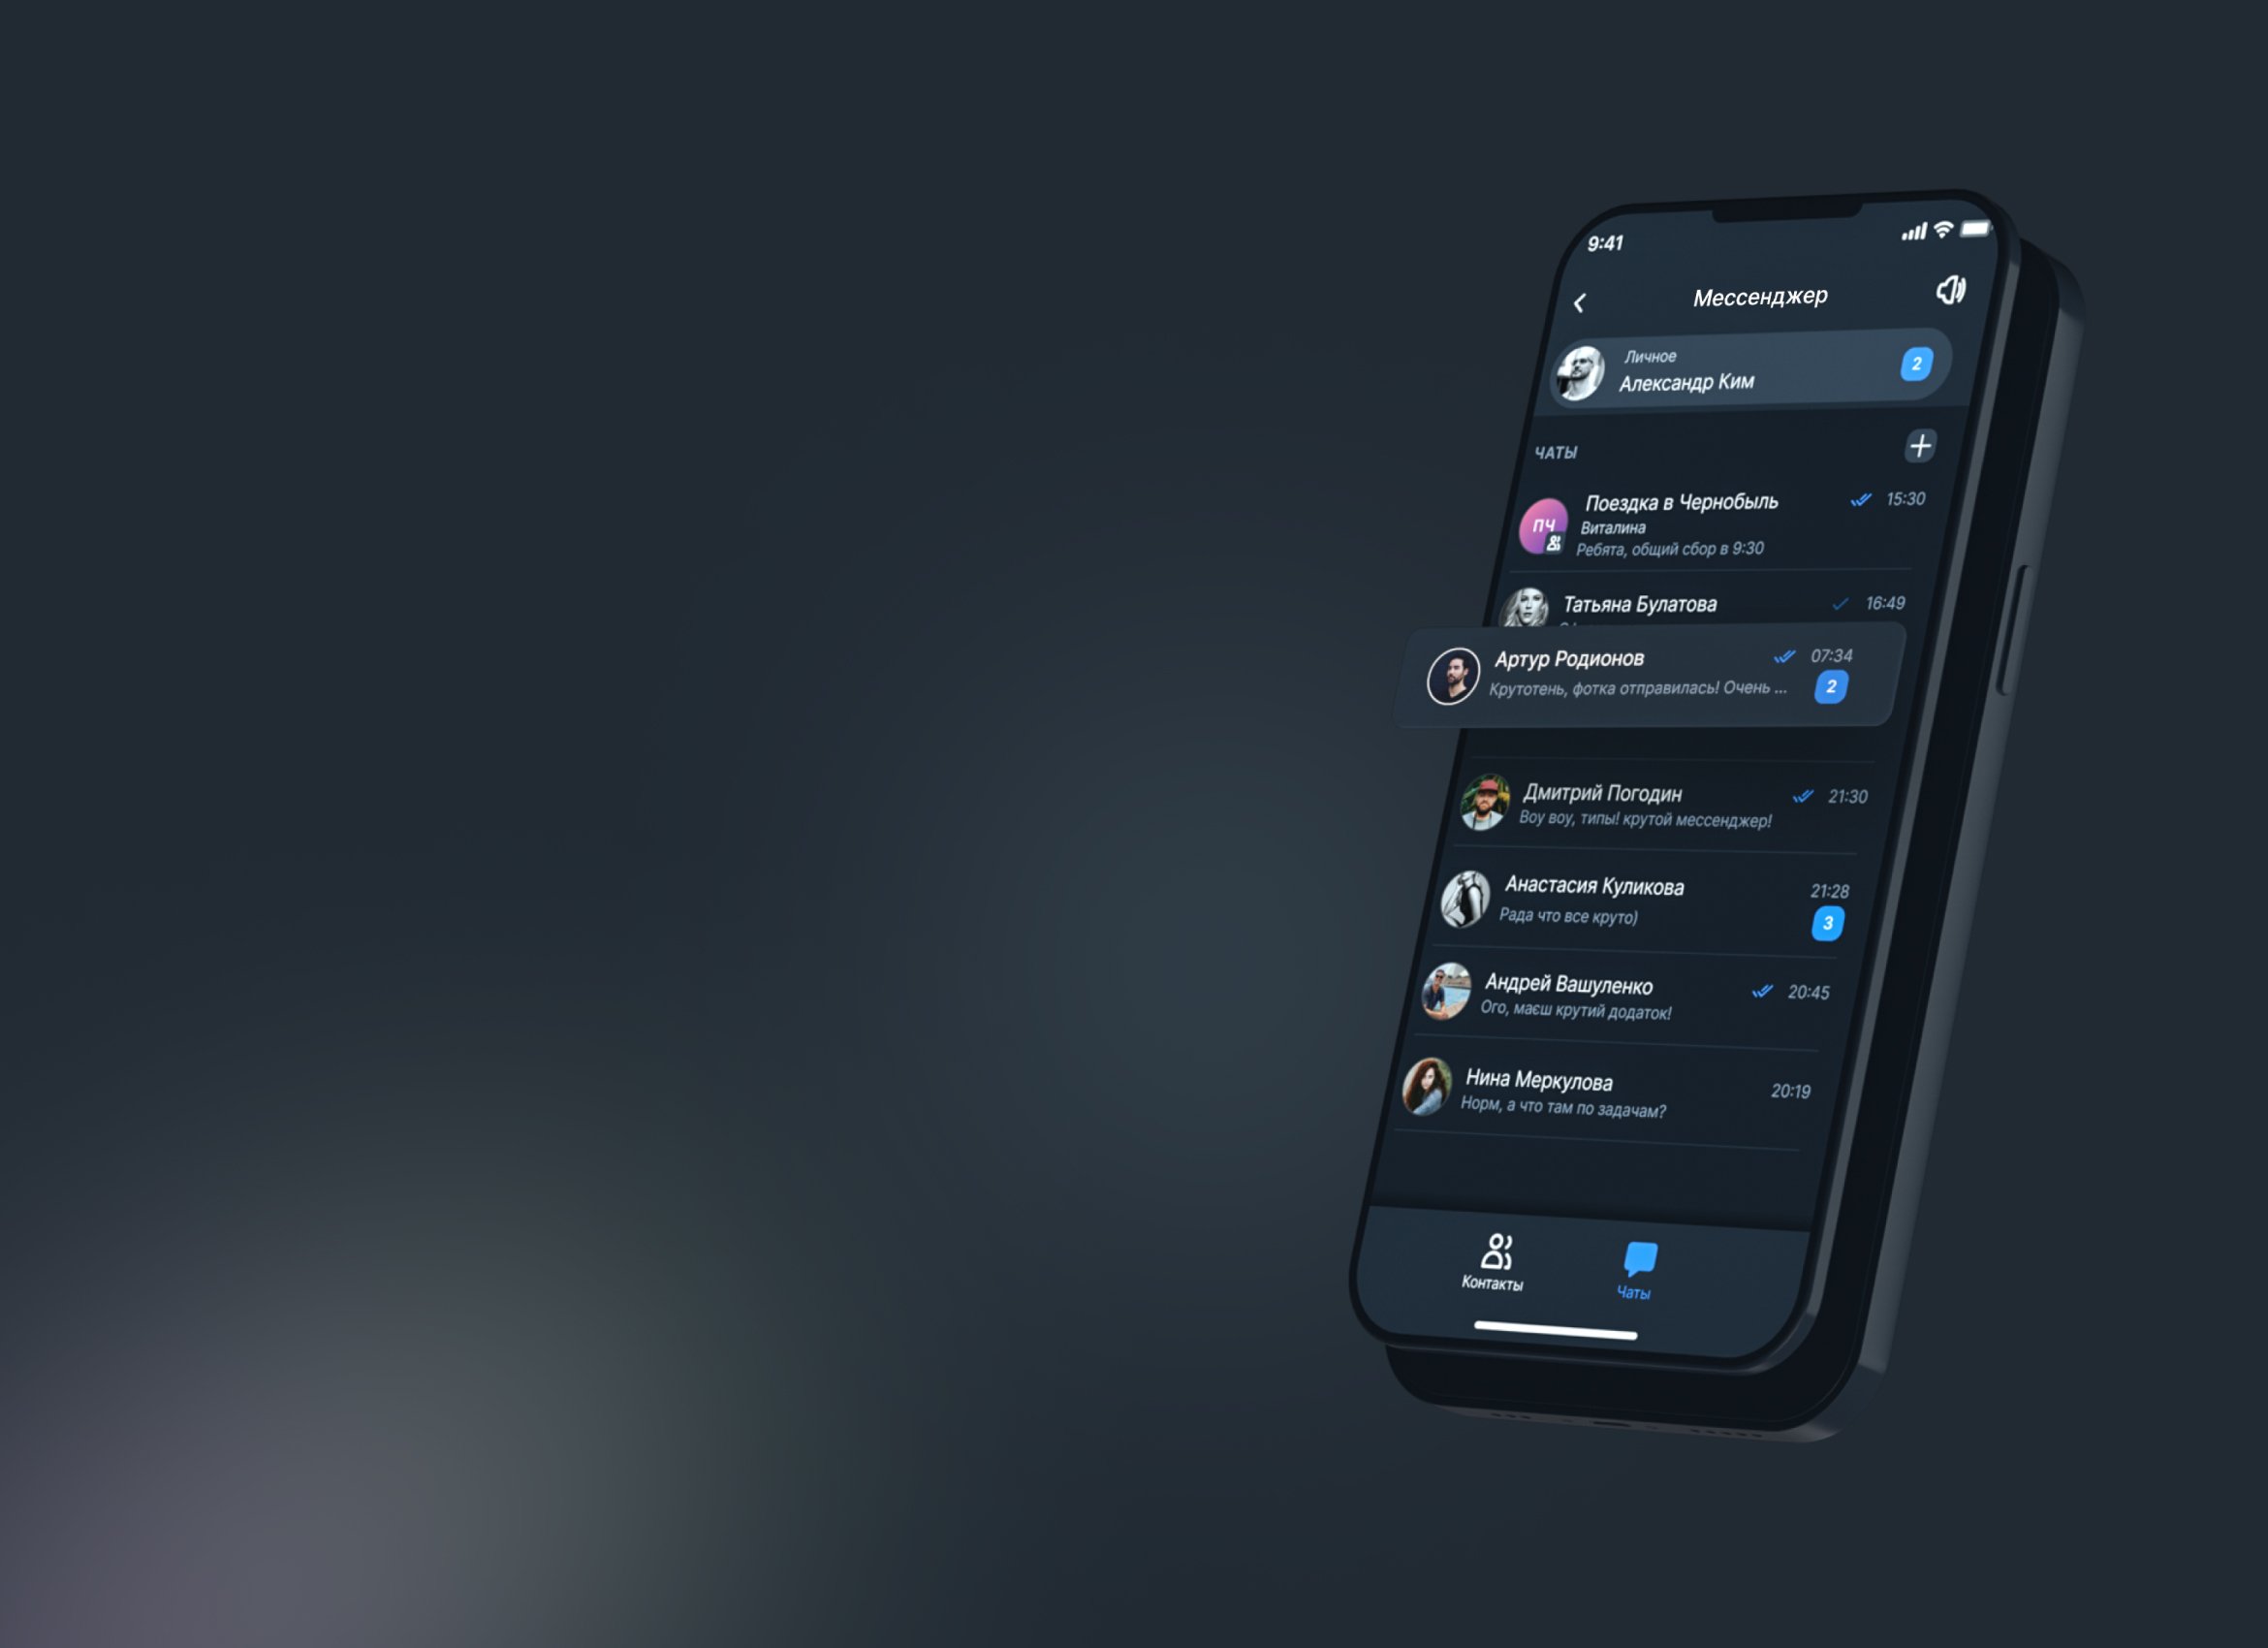 9:41
Мессенджер
Личное
Александр Ким
2
ЧАТЫ
Поездка в Чернобыль
15:30
ПЧ
Виталина
Ребята, общий сбор в 9:30
Татьяна Булатова
16:49
Артур Родионов
07:34
Крутотень, фотка отправилась! Очень ...
2
Дмитрий Погодин
21:30
Воу воу, типы! крутой мессенджер!
Анастасия Куликова
21:28
Рада что все круто)
3
Андрей Вашуленко
20:45
Ого, маєш крутий додаток!
Нина Меркулова
20:19
Норм, а что там по задачам?
Контакты
Чаты